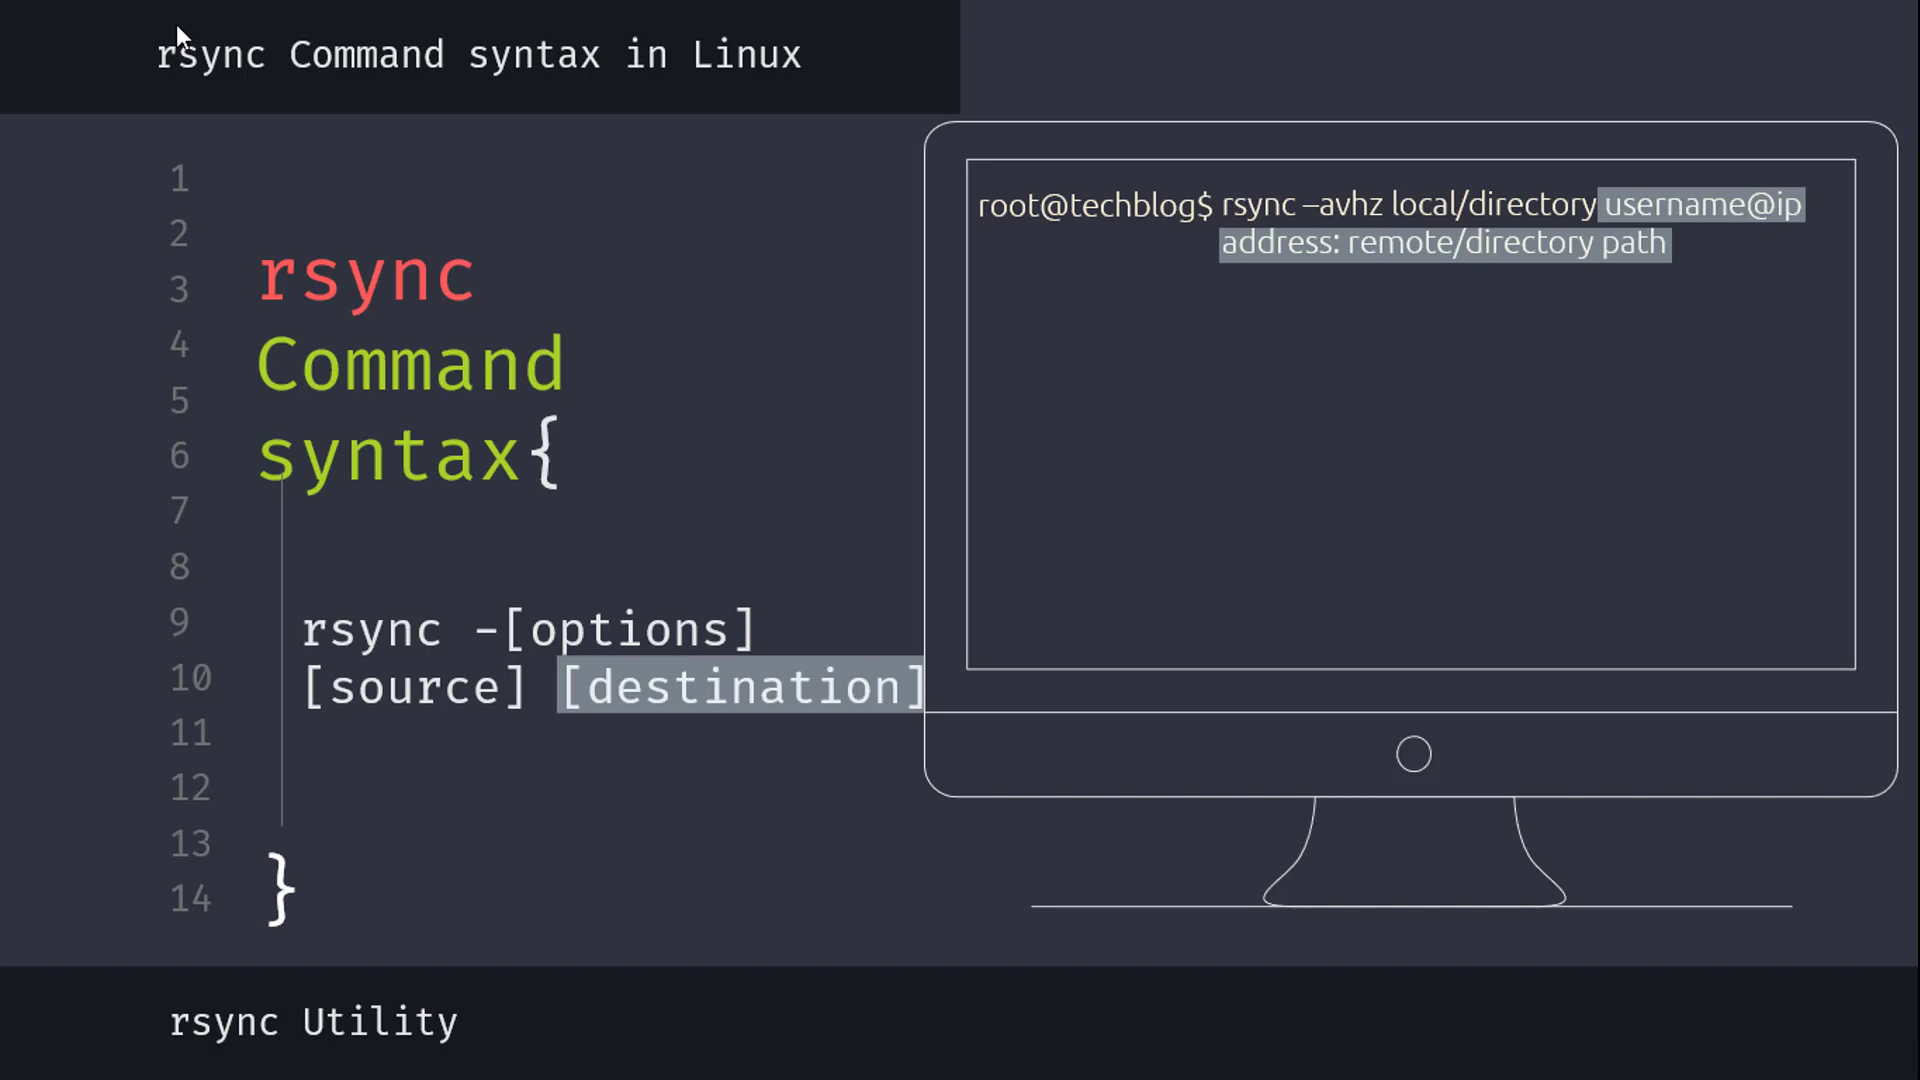 rsync Command syntax in Linux
1
2
rsync
3
4
Command
5
6
syntax{
7
8
9
rsync -[options]
10
[source] [destination]
11
12
13
}
14
root@techblog$ rsync –avhz local/directory username@ip
address: remote/directory path
rsync Utility